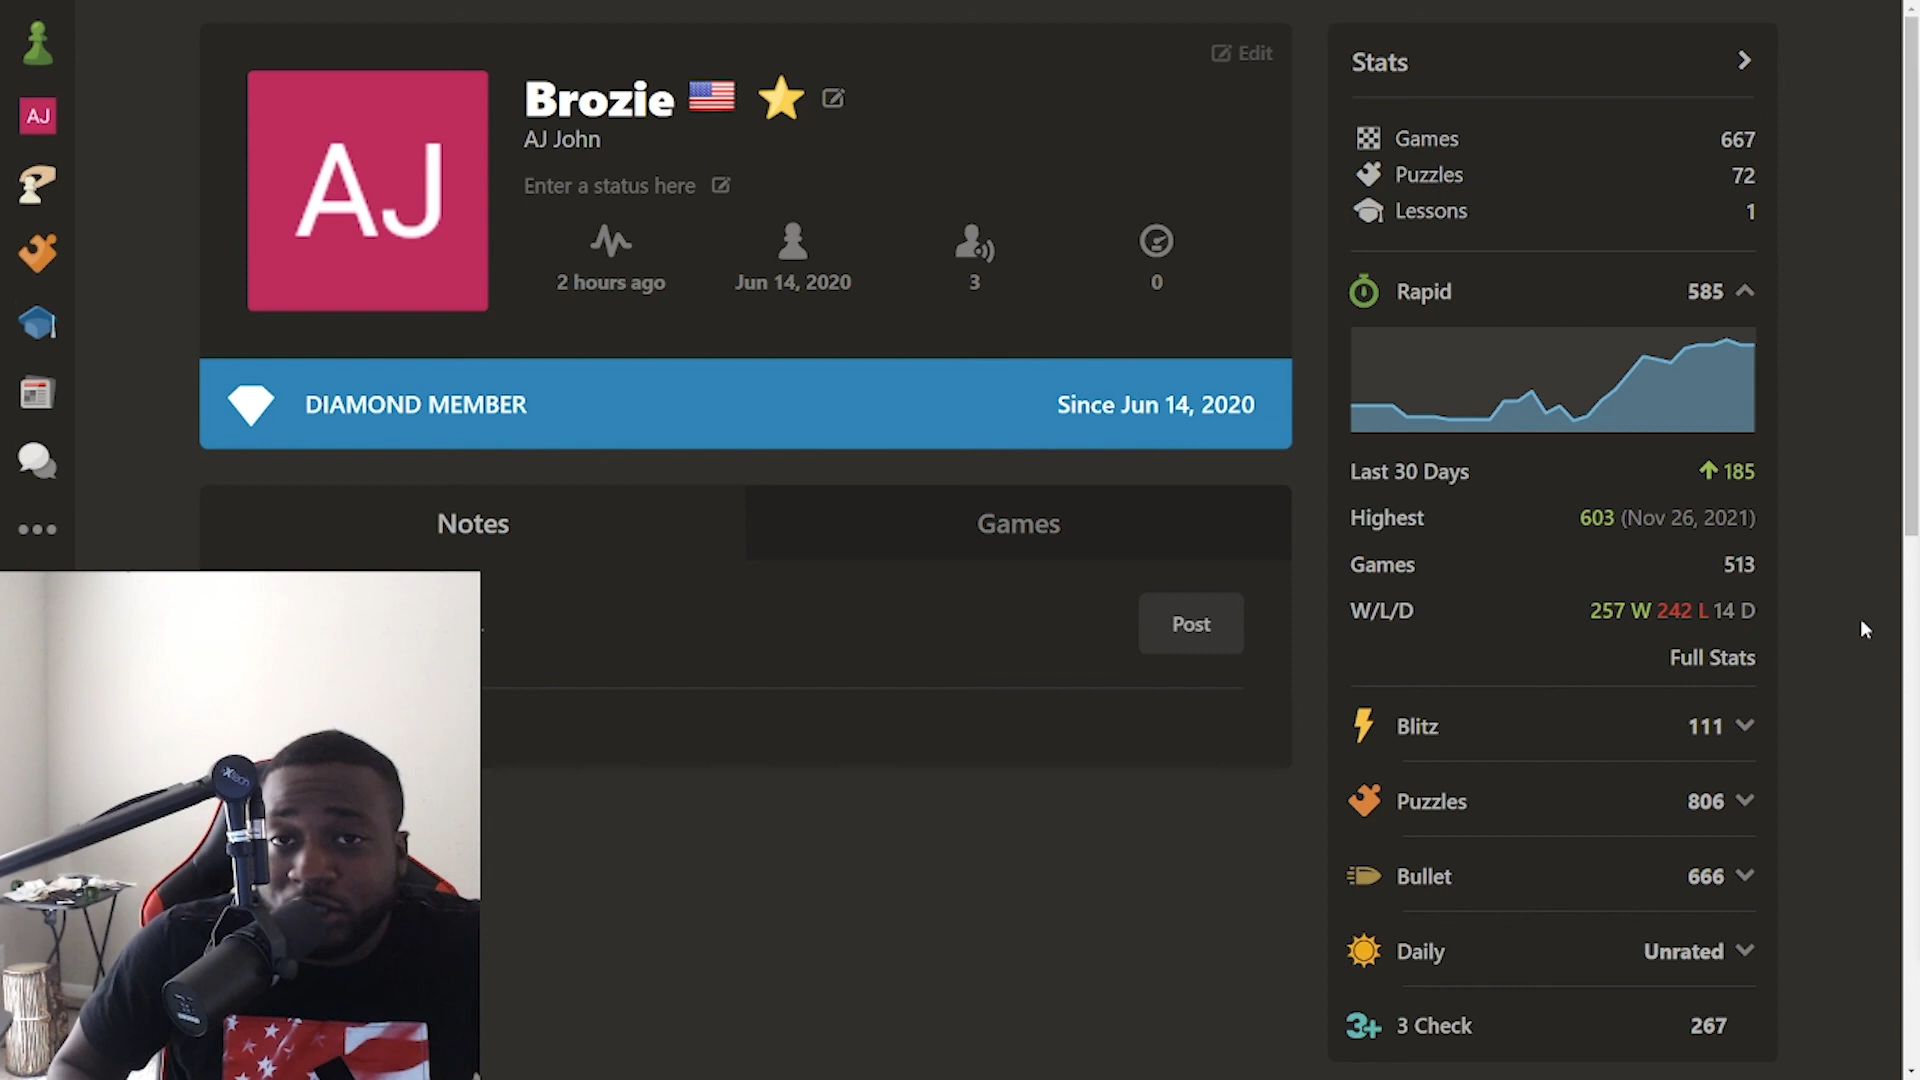 AJ
Edit
AJ
Brozie
AJ John
Enter a status here
2 hours ago
Jun 14, 2020
3
0
DIAMOND MEMBER
Since Jun 14, 2020
Notes
Games
Post
Stats
Games 667
Puzzles 72
Lessons 1
Rapid 585
Last 30 Days 185
Highest 603 (Nov 26, 2021)
Games 513
W/L/D 257 W 242 L 14 D
Full Stats
Blitz 111
Puzzles 806
Bullet 666
Daily Unrated
3+ 3 Check 267